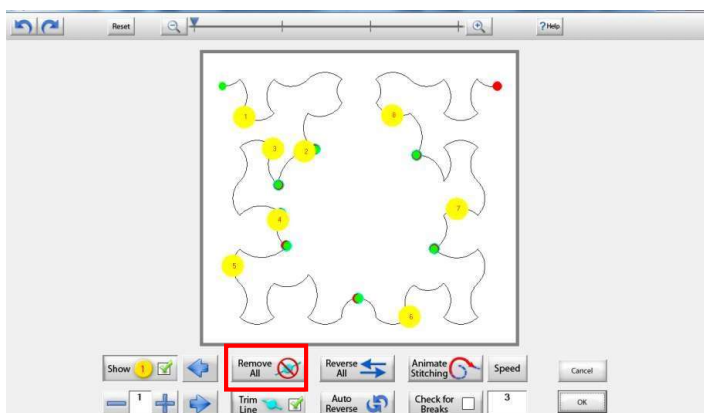 Reset
?Help
1
2
3
4
5
6
7
8
Show 1
Remove All
Reverse All
Animate Stitching
Speed
Cancel
1
Trim Line
Auto Reverse
Check for Breaks
3
OK